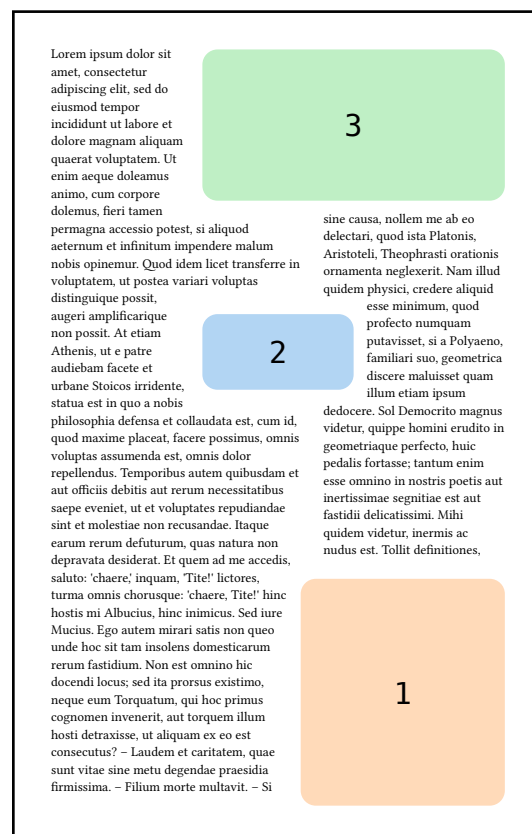 Lorem ipsum dolor sit
amet, consectetur
adipiscing elit, sed do
eiusmod tempor
incididunt ut labore et
dolore magnam aliquam
quaerat voluptatem. Ut
enim aeque doleamus
animo, cum corpore
dolemus, fieri tamen
permagna accessio potest, si aliquod
aeternum et infinitum impendere malum
nobis opinemur. Quod idem licet transferre in
voluptatem, ut postea variari voluptas
distinguique possit,
augeri amplificarique
non possit. At etiam
Athenis, ut e patre
audiebam facete et
urbane Stoicos irridente,
statua est in quo a nobis
philosophia defensa et collaudata est, cum id,
quod maxime placeat, facere possimus, omnis
voluptas assumenda est, omnis dolor
repellendus. Temporibus autem quibusdam et
aut officiis debitis aut rerum necessitatibus
saepe eveniet, ut et voluptates repudiandae
sint et molestiae non recusandae. Itaque
earum rerum defuturum, quas natura non
depravata desiderat. Et quem ad me accedis,
saluto: 'chaere,' inquam, 'Tite!' lictores,
turma omnis chorusque: 'chaere, Tite!' hinc
hostis mi Albucius, hinc inimicus. Sed iure
Mucius. Ego autem mirari satis non queo
unde hoc sit tam insolens domesticarum
rerum fastidium. Non est omnino hic
docendi locus; sed ita prorsus existimo,
neque eum Torquatum, qui hoc primus
cognomen invenerit, aut torquem illum
hosti detraxisse, ut aliquam ex eo est
consecutus? – Laudem et caritatem, quae
sunt vitae sine metu degendae praesidia
firmissima. – Filium morte multavit. – Si
3
sine causa, nollem me ab eo
delectari, quod ista Platonis,
Aristoteli, Theophrasti orationis
ornamenta neglexerit. Nam illud
quidem physici, credere aliquid
esse minimum, quod
profecto numquam
putavisset, si a Polyaeno,
familiari suo, geometrica
discere maluisset quam
illum etiam ipsum
dedocere. Sol Democrito magnus
videtur, quippe homini erudito in
geometriaque perfecto, huic
pedalis fortasse; tantum enim
esse omnino in nostris poetis aut
inertissimae segnitiae est aut
fastidii delicatissimi. Mihi
quidem videtur, inermis ac
nudus est. Tollit definitiones,
2
1